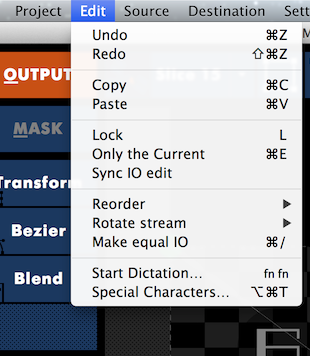 Project Edit Source Destination Sett
Undo ⌘Z
Redo ⇧⌘Z
Copy ⌘C
Paste ⌘V
Lock L
Only the Current ⌘E
Sync IO edit
Reorder ▶
Rotate stream ▶
Make equal IO ⌘/
Start Dictation... fn fn
Special Characters... ⌥⌘T
OUTPUT
MASK
Transform
Bezier
Blend
Slice 15